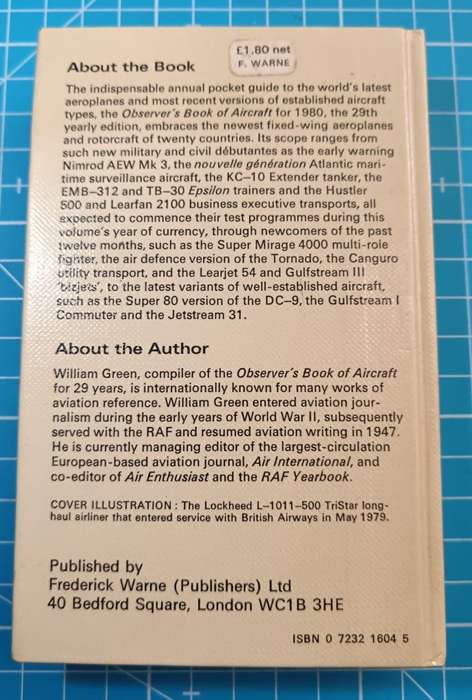 £1.80 net
F. WARNE
About the Book
The indispensable annual pocket guide to the world's latest
aeroplanes and most recent versions of established aircraft
types, the Observer's Book of Aircraft for 1980, the 29th
yearly edition, embraces the newest fixed-wing aeroplanes
and rotorcraft of twenty countries. Its scope ranges from
such new military and civil débutantes as the early warning
Nimrod AEW Mk 3, the nouvelle génération Atlantic mari-
time surveillance aircraft, the KC–10 Extender tanker, the
EMB–312 and TB–30 Epsilon trainers and the Hustler
500 and Learfan 2100 business executive transports, all
expected to commence their test programmes during this
volume's year of currency, through newcomers of the past
twelve months, such as the Super Mirage 4000 multi-role
fighter, the air defence version of the Tornado, the Canguro
utility transport, and the Learjet 54 and Gulfstream III
'bizjets', to the latest variants of well-established aircraft,
such as the Super 80 version of the DC–9, the Gulfstream I
Commuter and the Jetstream 31.
About the Author
William Green, compiler of the Observer's Book of Aircraft
for 29 years, is internationally known for many works of
aviation reference. William Green entered aviation jour-
nalism during the early years of World War II, subsequently
served with the RAF and resumed aviation writing in 1947.
He is currently managing editor of the largest-circulation
European-based aviation journal, Air International, and
co-editor of Air Enthusiast and the RAF Yearbook.
COVER ILLUSTRATION : The Lockheed L–1011–500 TriStar long-
haul airliner that entered service with British Airways in May 1979.
Published by
Frederick Warne (Publishers) Ltd
40 Bedford Square, London WC1B 3HE
ISBN 0 7232 1604 5